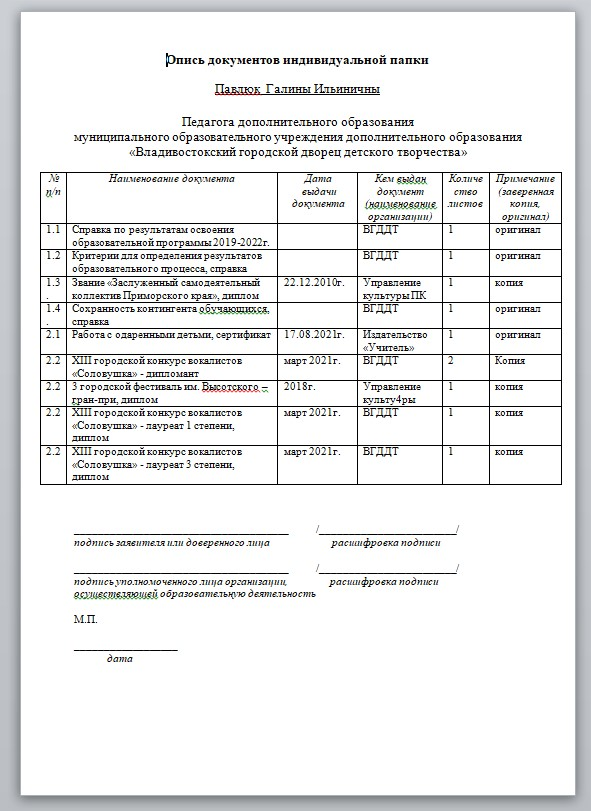 Опись документов индивидуальной папки
Павлюк Галины Ильиничны
Педагога дополнительного образования
муниципального образовательного учреждения дополнительного образования
«Владивостокский городской дворец детского творчества»
№ п/п Наименование документа Дата выдачи документа Кем выдан документ (наименование организации) Количе ство листов Примечание (заверенная копия, оригинал)
1.1 Справка по результатам освоения образовательной программы 2019-2022г. ВГДДТ 1 оригинал
1.2 Критерии для определения результатов образовательного процесса, справка ВГДДТ 1 оригинал
1.3 . Звание «Заслуженный самодеятельный коллектив Приморского края», диплом 22.12.2010г. Управление культуры ПК 1 копия
1.4 . Сохранность контингента обучающихся, справка ВГДДТ 1 оригинал
2.1 Работа с одаренными детьми, сертификат 17.08.2021г. Издательство «Учитель» 1 оригинал
2.2 XIII городской конкурс вокалистов «Соловушка» - дипломант март 2021г. ВГДДТ 2 Копия
2.2 3 городской фестиваль им. Высотского – гран-при, диплом 2018г. Управление культу4ры 1 копия
2.2 XIII городской конкурс вокалистов «Соловушка» - лауреат 1 степени, диплом март 2021г. ВГДДТ 1 копия
2.2 XIII городской конкурс вокалистов «Соловушка» - лауреат 3 степени, диплом март 2021г. ВГДДТ 1 копия
____________________ /____________________/
подпись заявителя или доверенного лица расшифровка подписи
____________________ /____________________/
подпись уполномоченного лица организации, расшифровка подписи
осуществляющей образовательную деятельность
М.П.
____________________
дата